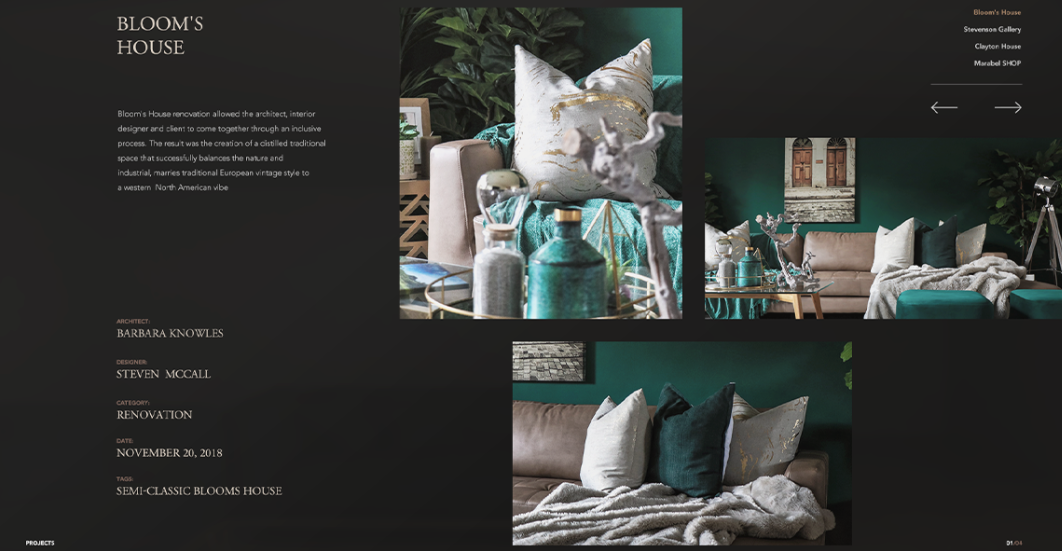 BLOOM'S
HOUSE
Bloom's House renovation allowed the architect, interior
designer and client to come together through an inclusive
process. The result was the creation of a distilled traditional
space that successfully balances the nature and
industrial, marries traditional European vintage style to
a western North American vibe
ARCHITECT:
BARBARA KNOWLES
DESIGNER:
STEVEN MCCALL
CATEGORY:
RENOVATION
DATE:
NOVEMBER 20, 2018
TAGS:
SEMI-CLASSIC BLOOMS HOUSE
Bloom's House
Stevenson Gallery
Clayton House
Marabel SHOP
PROJECTS
01/04